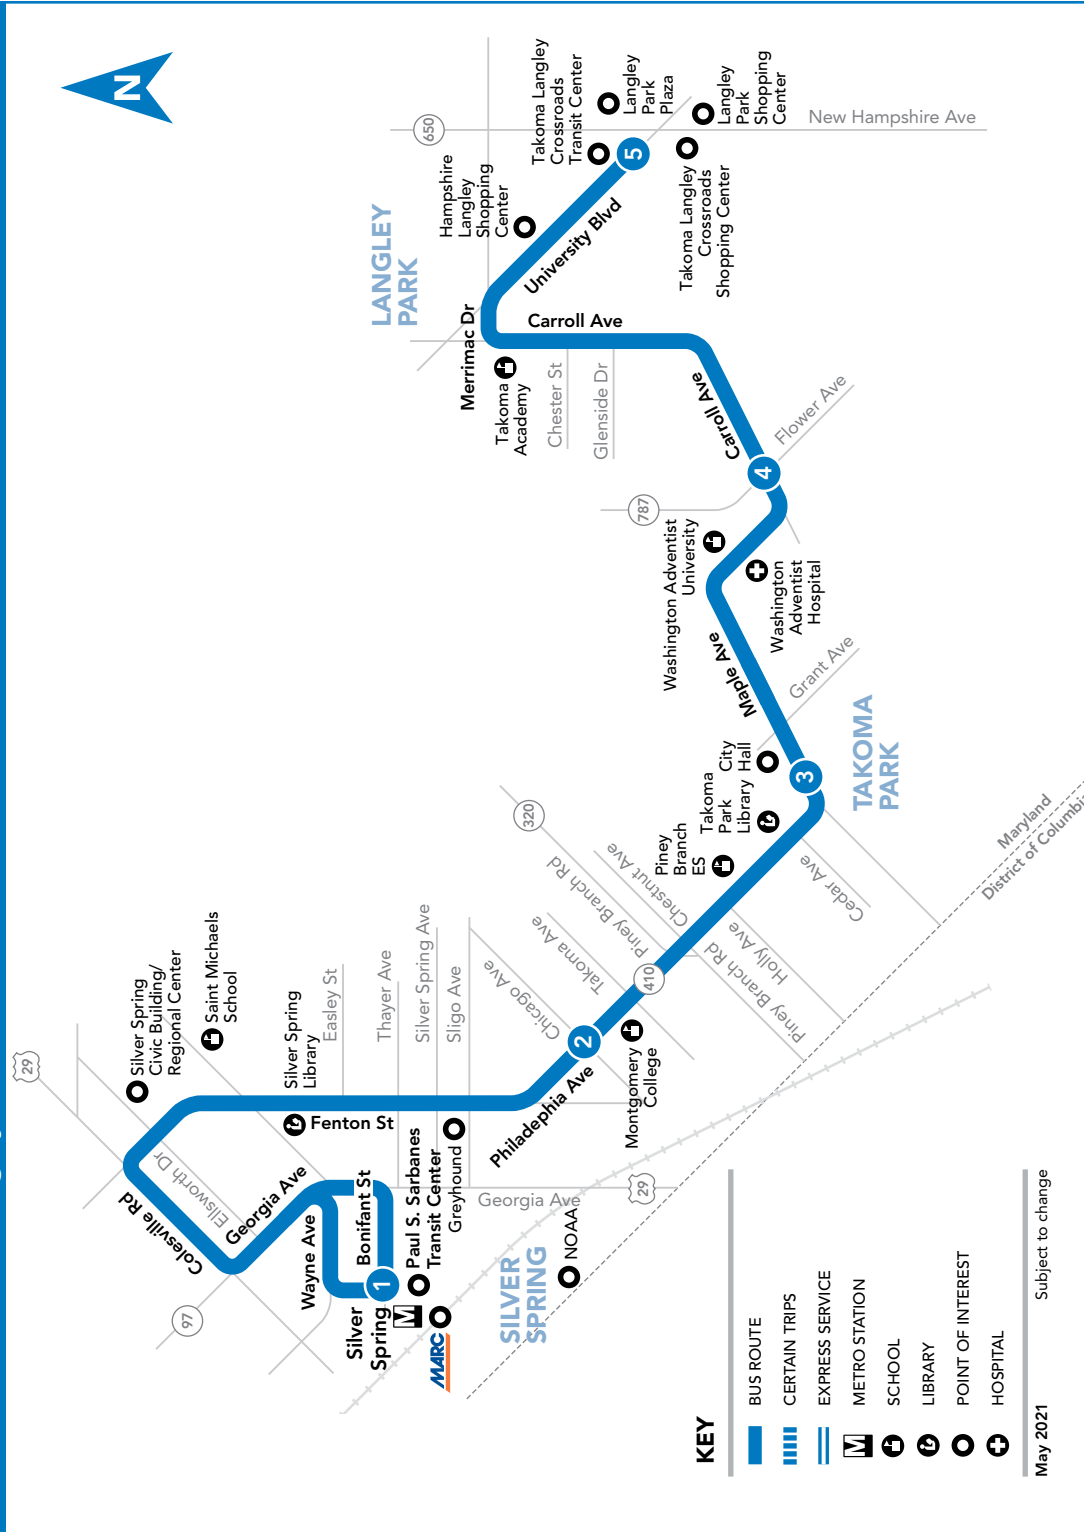 N
29
Silver Spring
Civic Building/
Regional Center
Saint Michaels
School
Silver Spring
Library
Easley St
Thayer Ave
Silver Spring Ave
Sligo Ave
Chicago Ave
Takoma Ave
320
Piney Branch Rd
Chestnut Ave
Piney
Branch
ES
Takoma
Park
Library
City
Hall
Colesville Rd
Ellsworth Dr
Georgia Ave
Fenton St
Wayne Ave
Bonifant St
97
Silver
Spring
1
M
MARC
Paul S. Sarbanes
Transit Center
Greyhound
Georgia Ave
29
SILVER
SPRING
NOAA
Philadephia Ave
2
Montgomery
College
410
Piney Branch Rd
Holly Ave
Cedar Ave
3
TAKOMA
PARK
Grant Ave
Maple Ave
Washington Adventist
University
Washington
Adventist
Hospital
787
4
Flower Ave
Carroll Ave
Glenside Dr
Chester St
Takoma
Academy
Merrimac Dr
Carroll Ave
LANGLEY
PARK
University Blvd
Hampshire
Langley
Shopping
Center
650
Takoma Langley
Crossroads
Transit Center
5
Langley
Park
Plaza
Langley
Park
Shopping
Center
Takoma Langley
Crossroads
Shopping Center
New Hampshire Ave
Maryland
District of Columbia
KEY
BUS ROUTE
CERTAIN TRIPS
EXPRESS SERVICE
M METRO STATION
SCHOOL
LIBRARY
POINT OF INTEREST
HOSPITAL
May 2021
Subject to change